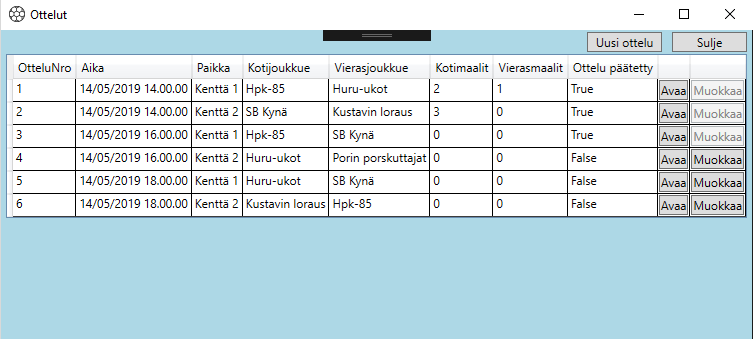 Ottelut
Uusi ottelu Sulje
OtteluNro Aika Paikka Kotijoukkue Vierasjoukkue Kotimaalit Vierasmaalit Ottelu päätetty
1 14/05/2019 14.00.00 Kenttä 1 Hpk-85 Huru-ukot 2 1 True Avaa Muokkaa
2 14/05/2019 14.00.00 Kenttä 2 SB Kynä Kustavin loraus 3 0 True Avaa Muokkaa
3 14/05/2019 16.00.00 Kenttä 1 Hpk-85 SB Kynä 0 0 True Avaa Muokkaa
4 14/05/2019 16.00.00 Kenttä 2 Huru-ukot Porin porskuttajat 0 0 False Avaa Muokkaa
5 14/05/2019 18.00.00 Kenttä 1 Huru-ukot SB Kynä 0 0 False Avaa Muokkaa
6 14/05/2019 18.00.00 Kenttä 2 Kustavin loraus Hpk-85 0 0 False Avaa Muokkaa